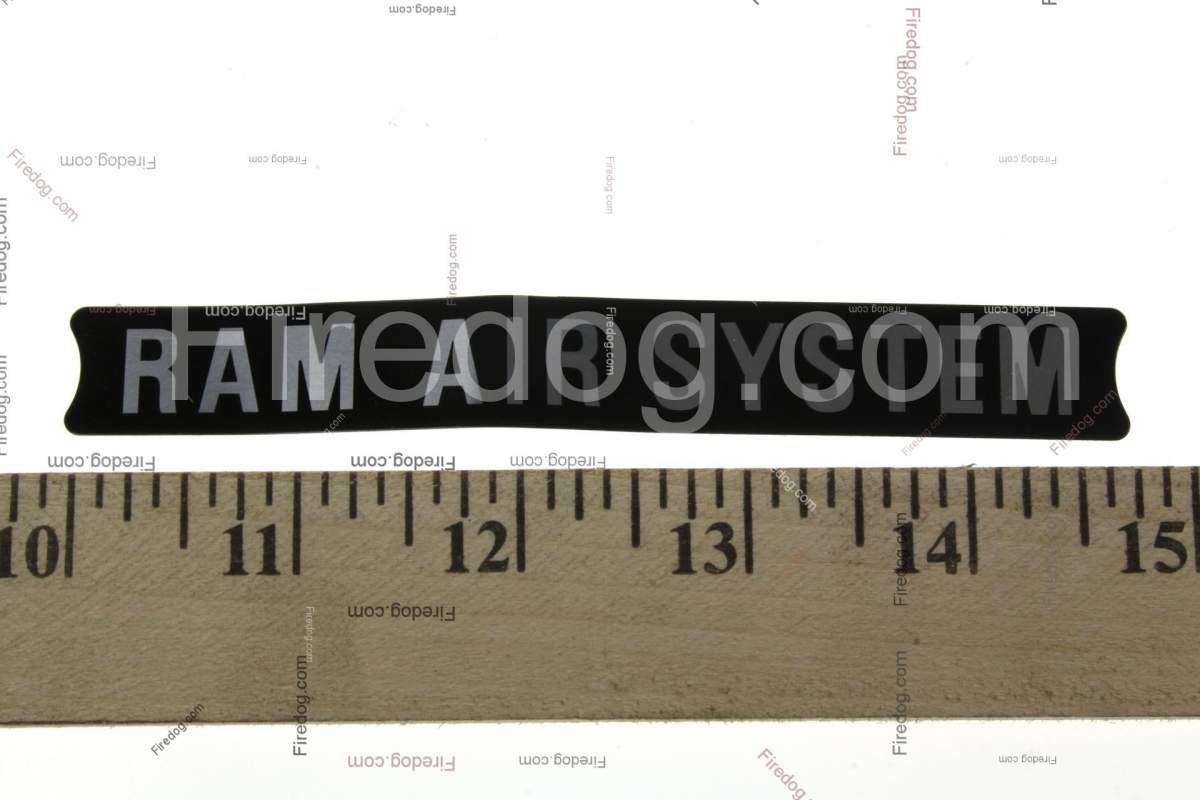 Firedog.com
RAM AIR SYSTEM
10 11 12 13 14 15